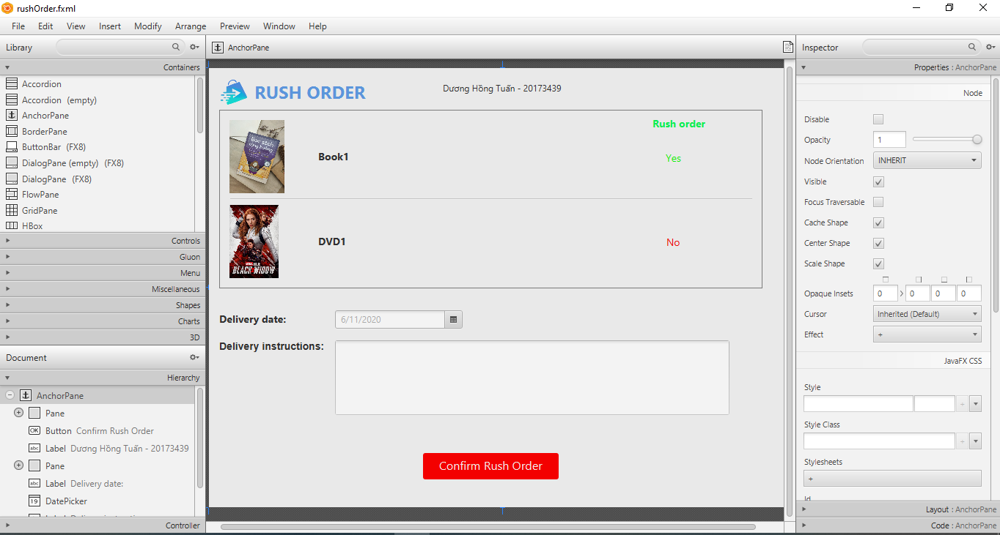 rushOrder.fxml
File Edit View Insert Modify Arrange Preview Window Help
Library
Containers
Accordion
Accordion (empty)
AnchorPane
BorderPane
ButtonBar (FX8)
DialogPane (empty) (FX8)
DialogPane (FX8)
FlowPane
GridPane
HBox
Controls
Gluon
Menu
Miscellaneous
Shapes
Charts
3D
Document
Hierarchy
AnchorPane
Pane
OK Button Confirm Rush Order
abc Label Dương Hồng Tuấn - 20173439
Pane
abc Label Delivery date:
19 DatePicker
Controller
AnchorPane
RUSH ORDER
Dương Hồng Tuấn - 20173439
Rush order
Book1
Yes
DVD1
No
BLACK WIDOW
Delivery date:
6/11/2020
Delivery instructions:
Confirm Rush Order
Inspector
Properties : AnchorPane
Node
Disable
Opacity 1
Node Orientation INHERIT
Visible
Focus Traversable
Cache Shape
Center Shape
Scale Shape
Opaque Insets 0 0 0 0
Cursor Inherited (Default)
Effect +
JavaFX CSS
Style
+
Style Class
+
Stylesheets
+
Id
Layout : AnchorPane
Code : AnchorPane